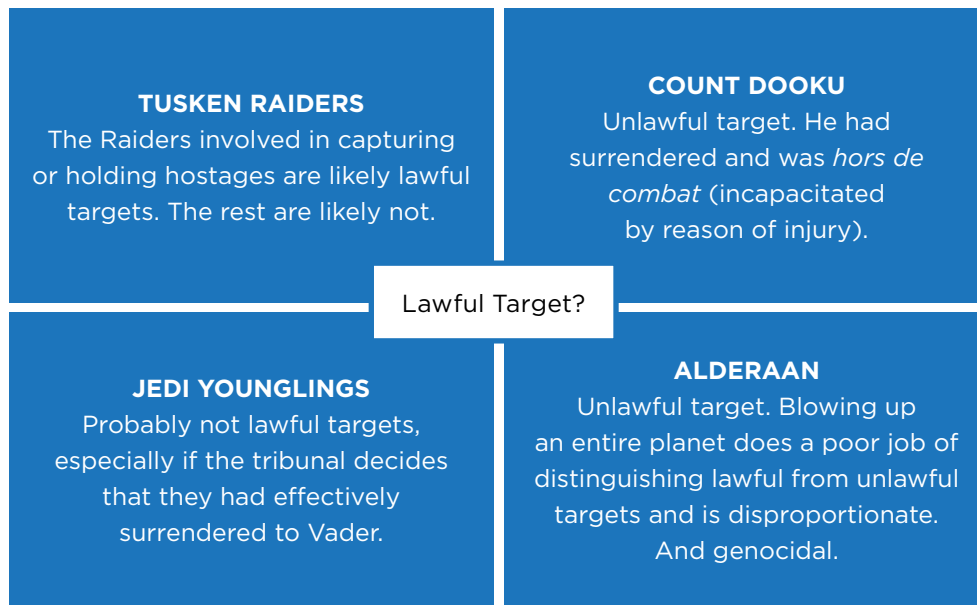 TUSKEN RAIDERS
The Raiders involved in capturing
or holding hostages are likely lawful
targets. The rest are likely not.
COUNT DOOKU
Unlawful target. He had
surrendered and was hors de
combat (incapacitated
by reason of injury).
Lawful Target?
JEDI YOUNGLINGS
Probably not lawful targets,
especially if the tribunal decides
that they had effectively
surrendered to Vader.
ALDERAAN
Unlawful target. Blowing up
an entire planet does a poor job of
distinguishing lawful from unlawful
targets and is disproportionate.
And genocidal.